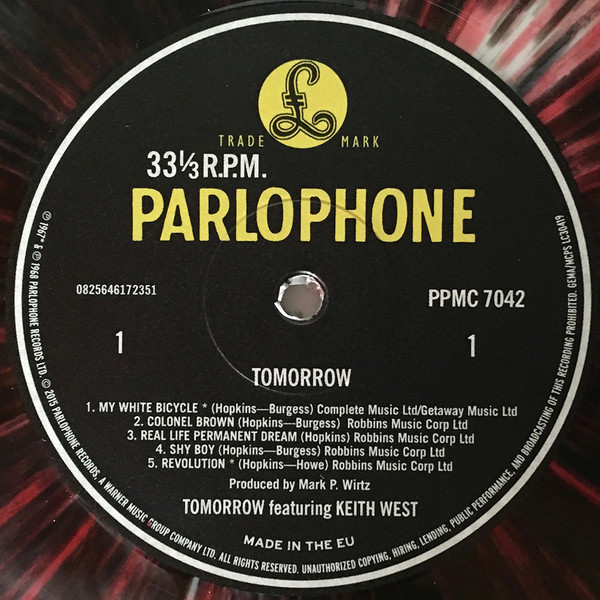 £
TRADE MARK
33⅓ R.P.M.
PARLOPHONE
0825646172351
PPMC 7042
1 1
TOMORROW
1. MY WHITE BICYCLE * (Hopkins—Burgess) Complete Music Ltd/Getaway Music Ltd
2. COLONEL BROWN (Hopkins—Burgess) Robbins Music Corp Ltd
3. REAL LIFE PERMANENT DREAM (Hopkins) Robbins Music Corp Ltd
4. SHY BOY (Hopkins—Burgess) Robbins Music Corp Ltd
5. REVOLUTION * (Hopkins—Howe) Robbins Music Corp Ltd
Produced by Mark P. Wirtz
TOMORROW featuring KEITH WEST
MADE IN THE EU
℗ 1967* & ℗ 1968 PARLOPHONE RECORDS LTD. © 2015 PARLOPHONE RECORDS, A WARNER MUSIC GROUP COMPANY LTD. ALL RIGHTS RESERVED. UNAUTHORIZED COPYING, HIRING, LENDING, PUBLIC PERFORMANCE, AND BROADCASTING OF THIS RECORDING PROHIBITED. GEMA/MCPS LC30419